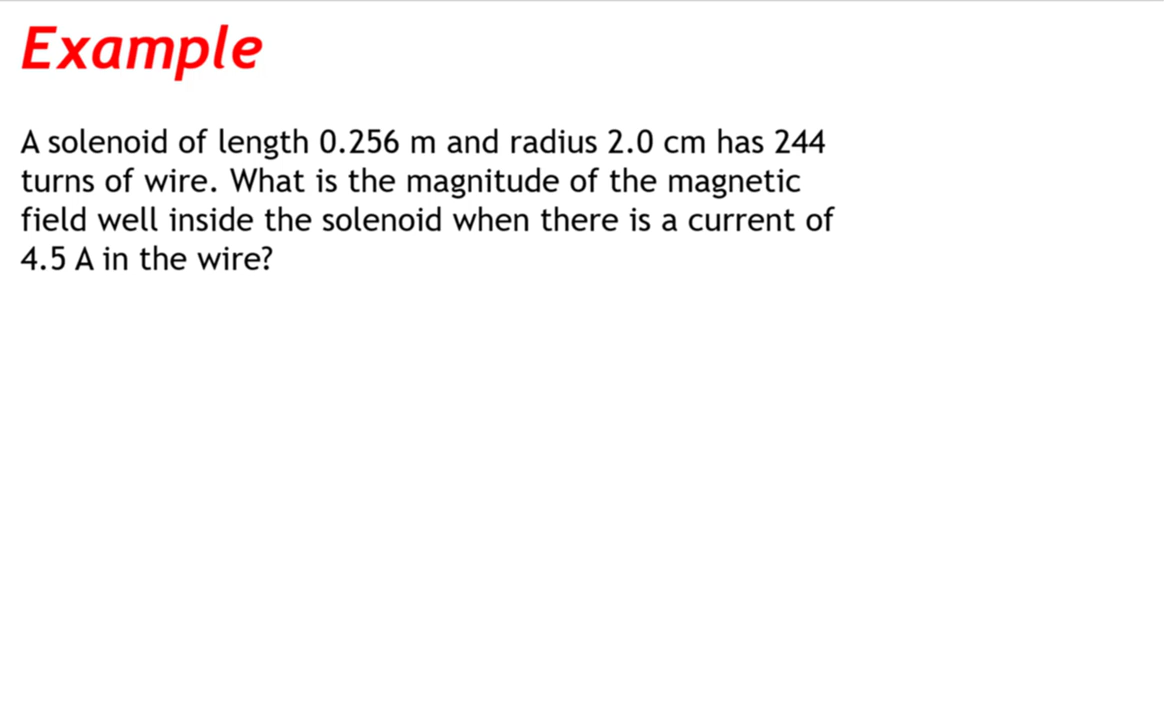 Example
A solenoid of length 0.256 m and radius 2.0 cm has 244
turns of wire. What is the magnitude of the magnetic
field well inside the solenoid when there is a current of
4.5 A in the wire?